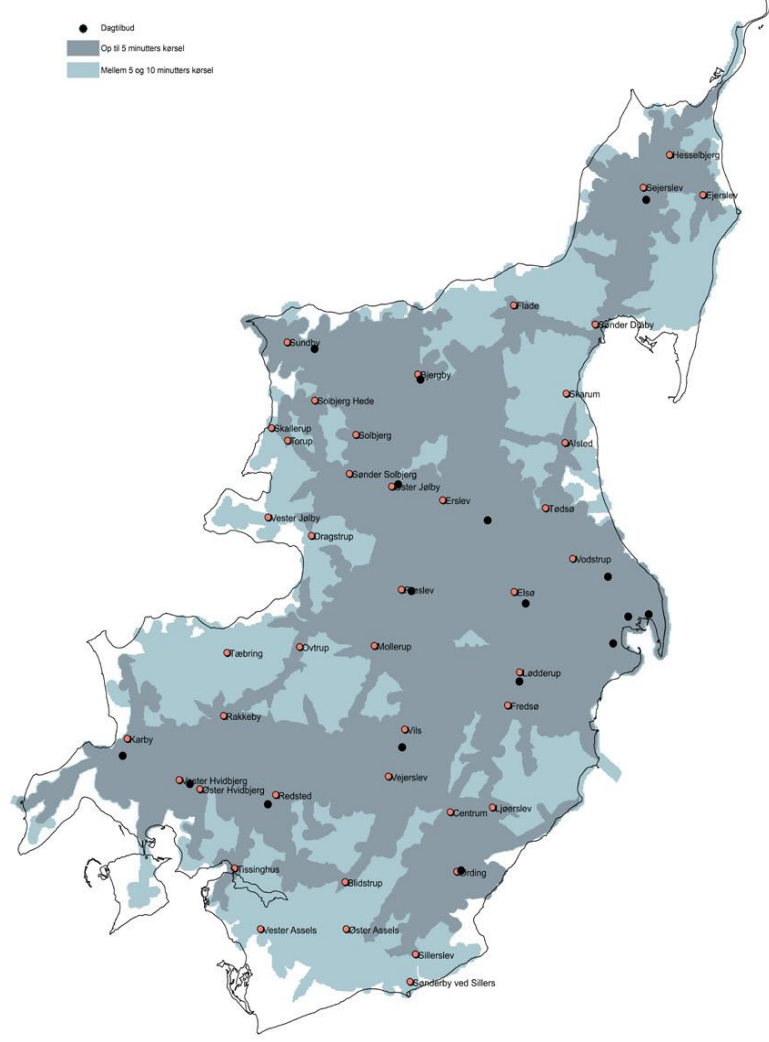 Dagtilbud
Op til 5 minutters kørsel
Mellem 5 og 10 minutters kørsel
Hesselbjerg
Sejerslev
Ejerslev
Flade
Sønder Dråby
Sundby
Bjergby
Skarum
Solbjerg Hede
Skallerup
Torup
Solbjerg
Alsted
Sønder Solbjerg
Øster Jølby
Erslev
Tødsø
Vester Jølby
Dragstrup
Vodstrup
Elsø
Tæbring
Ovtrup
Mollerup
Lødderup
Fredsø
Rakkeby
Vils
Karby
Vester Hvidbjerg
Øster Hvidbjerg
Redsted
Vejerslev
Centrum
Ljøerslev
Tissinghus
Blidstrup
Ørding
Vester Assels
Øster Assels
Sillerslev
Sønderby ved Sillers